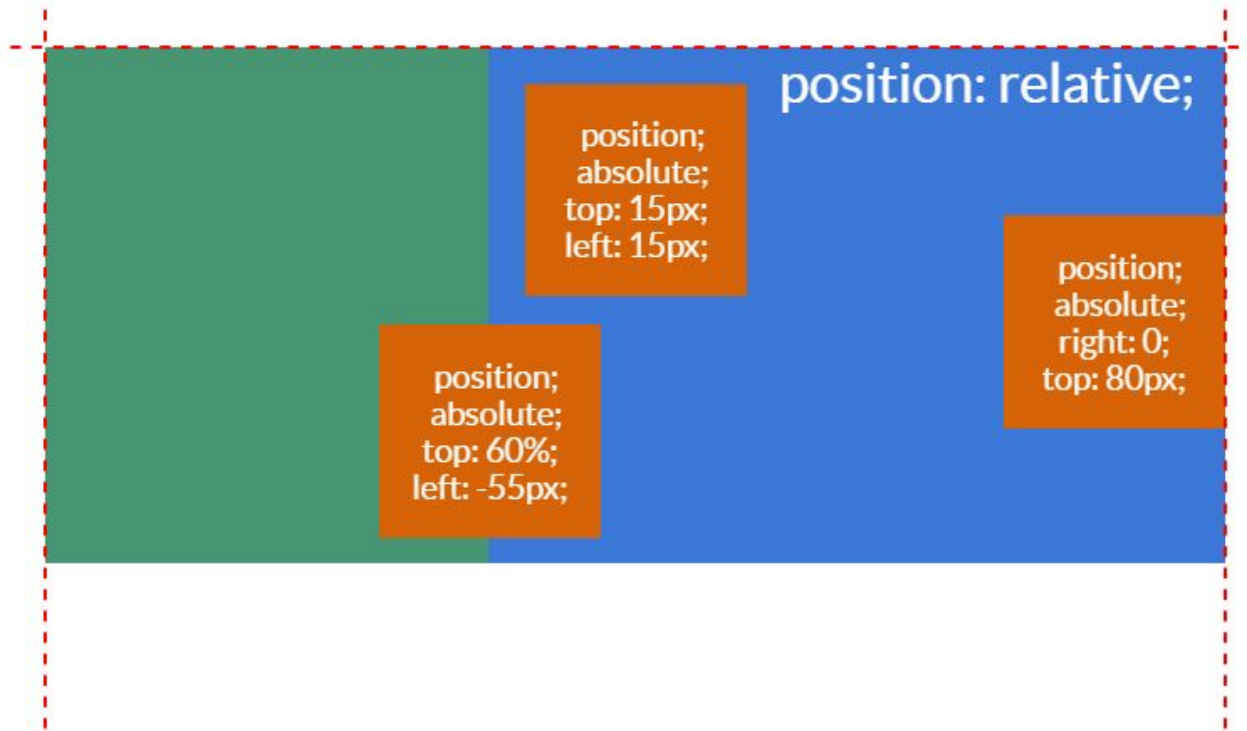 position: relative;
position;
absolute;
top: 15px;
left: 15px;
position;
absolute;
right: 0;
top: 80px;
position;
absolute;
top: 60%;
left: -55px;